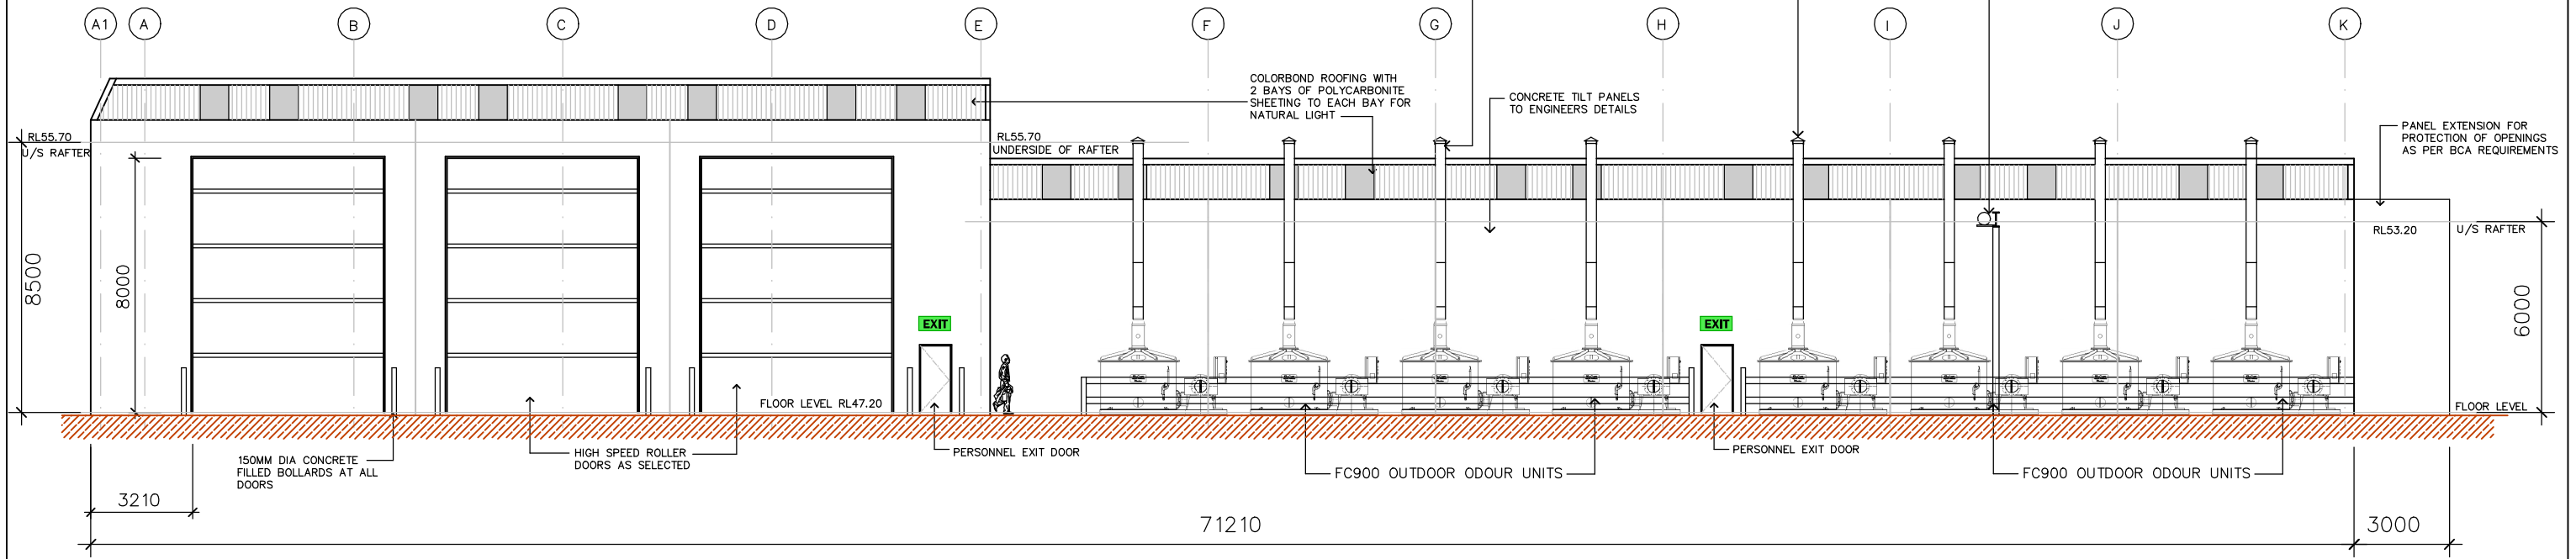 A1 A B C D E F G H I J K
COLORBOND ROOFING WITH
2 BAYS OF POLYCARBONITE
SHEETING TO EACH BAY FOR
NATURAL LIGHT
CONCRETE TILT PANELS
TO ENGINEERS DETAILS
PANEL EXTENSION FOR
PROTECTION OF OPENINGS
AS PER BCA REQUIREMENTS
RL55.70
U/S RAFTER
RL55.70
UNDERSIDE OF RAFTER
RL53.20
U/S RAFTER
8500
8000
6000
EXIT
EXIT
FLOOR LEVEL RL47.20
FLOOR LEVEL
150MM DIA CONCRETE
FILLED BOLLARDS AT ALL
DOORS
HIGH SPEED ROLLER
DOORS AS SELECTED
PERSONNEL EXIT DOOR
FC900 OUTDOOR ODOUR UNITS
PERSONNEL EXIT DOOR
FC900 OUTDOOR ODOUR UNITS
3210
71210
3000